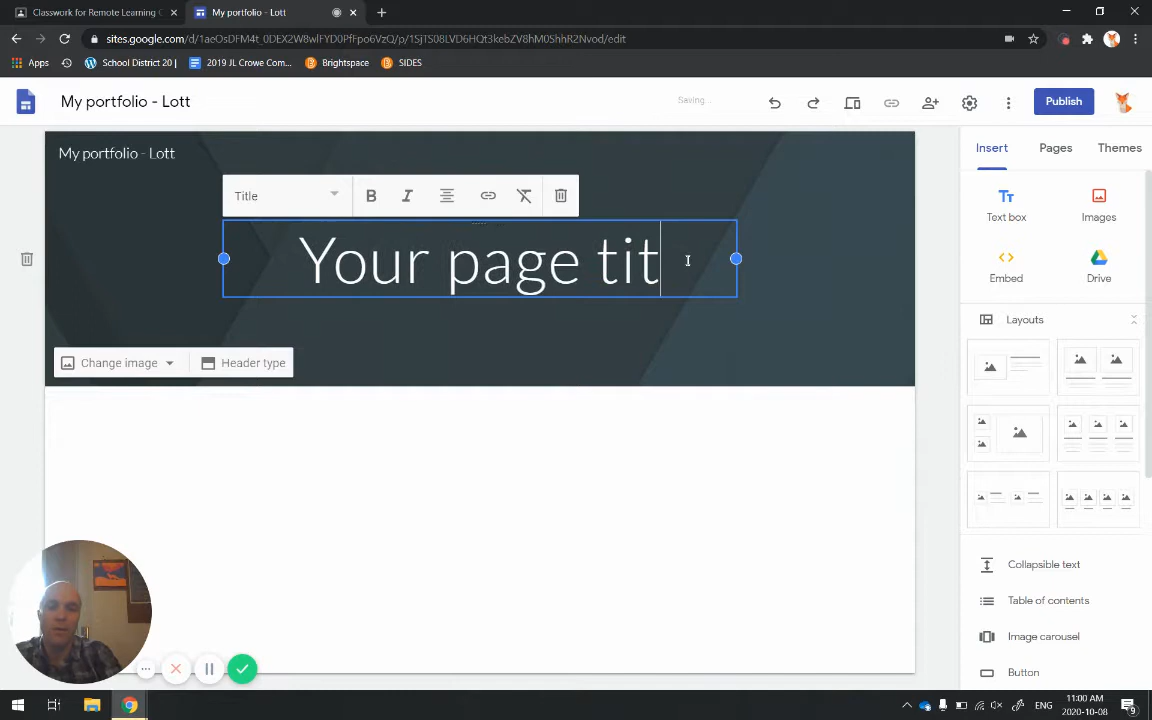 Classwork for Remote Learning C
My portfolio - Lott
sites.google.com/d/1aeOsDFM4t_0DEX2W8wlFYD0PfFpo6VzQ/p/1SjTS08LVD6HQt3kebZV8hM0ShhR2Nvod/edit
Apps
School District 20 |
2019 JL Crowe Com...
Brightspace
SIDES
My portfolio - Lott
Saving...
Publish
My portfolio - Lott
Insert
Pages
Themes
Title
Your page tit
Text box
Images
Embed
Drive
Change image
Header type
Layouts
Collapsible text
Table of contents
Image carousel
Button
ENG
11:00 AM
2020-10-08
9